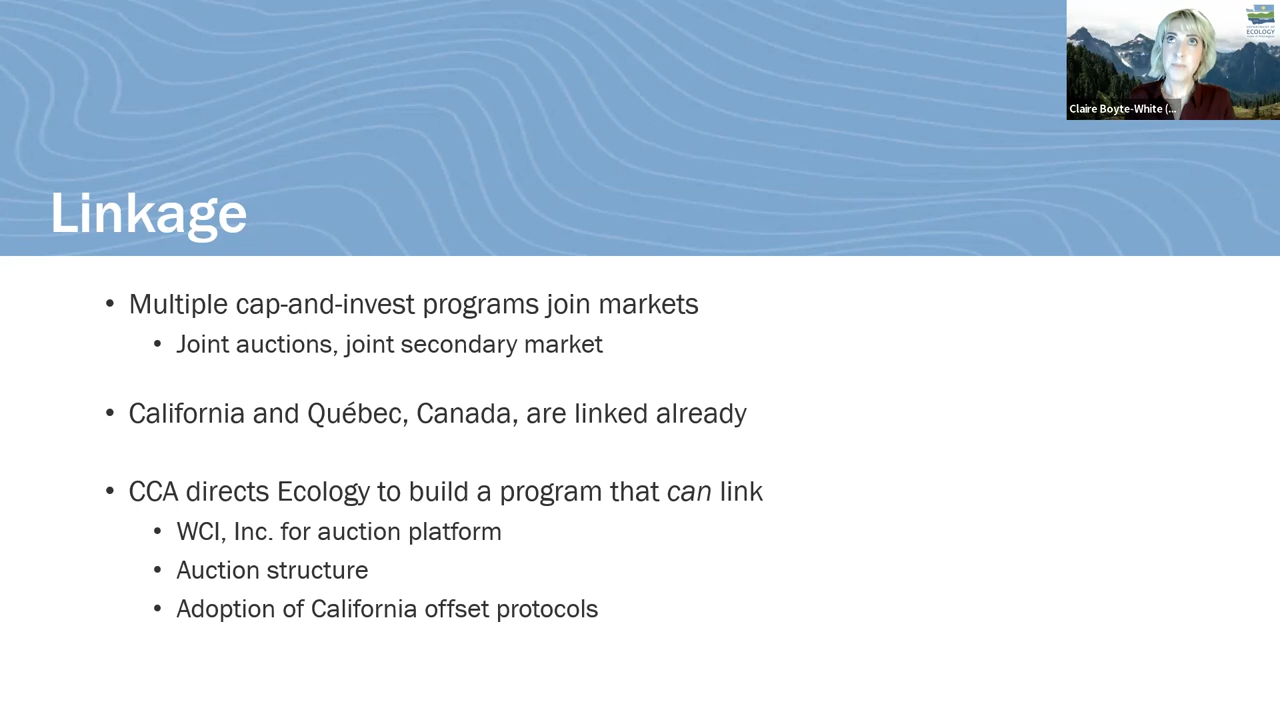 ECOLOGY
Claire Boyte-White (...
Linkage
• Multiple cap-and-invest programs join markets
• Joint auctions, joint secondary market
• California and Québec, Canada, are linked already
• CCA directs Ecology to build a program that can link
• WCI, Inc. for auction platform
• Auction structure
• Adoption of California offset protocols